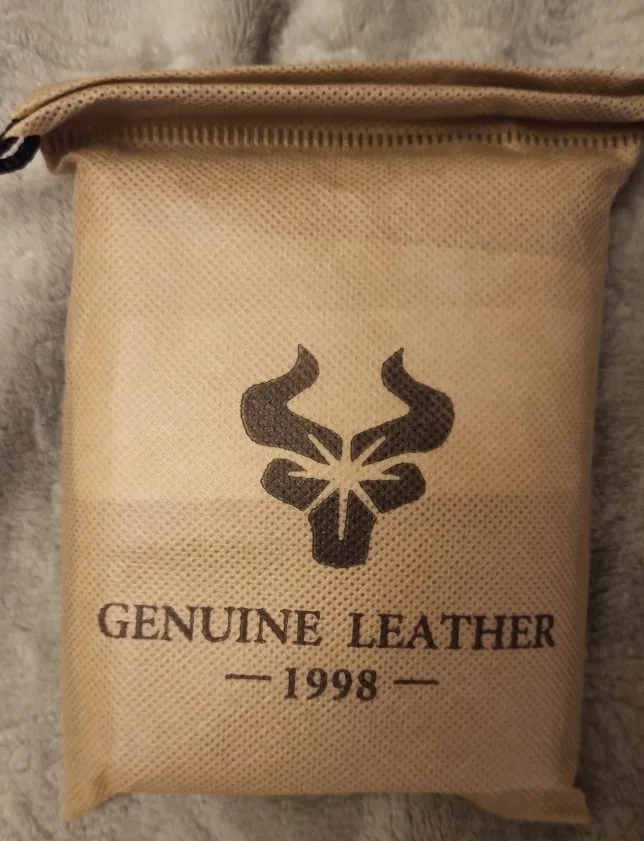 GENUINE LEATHER
— 1998 —